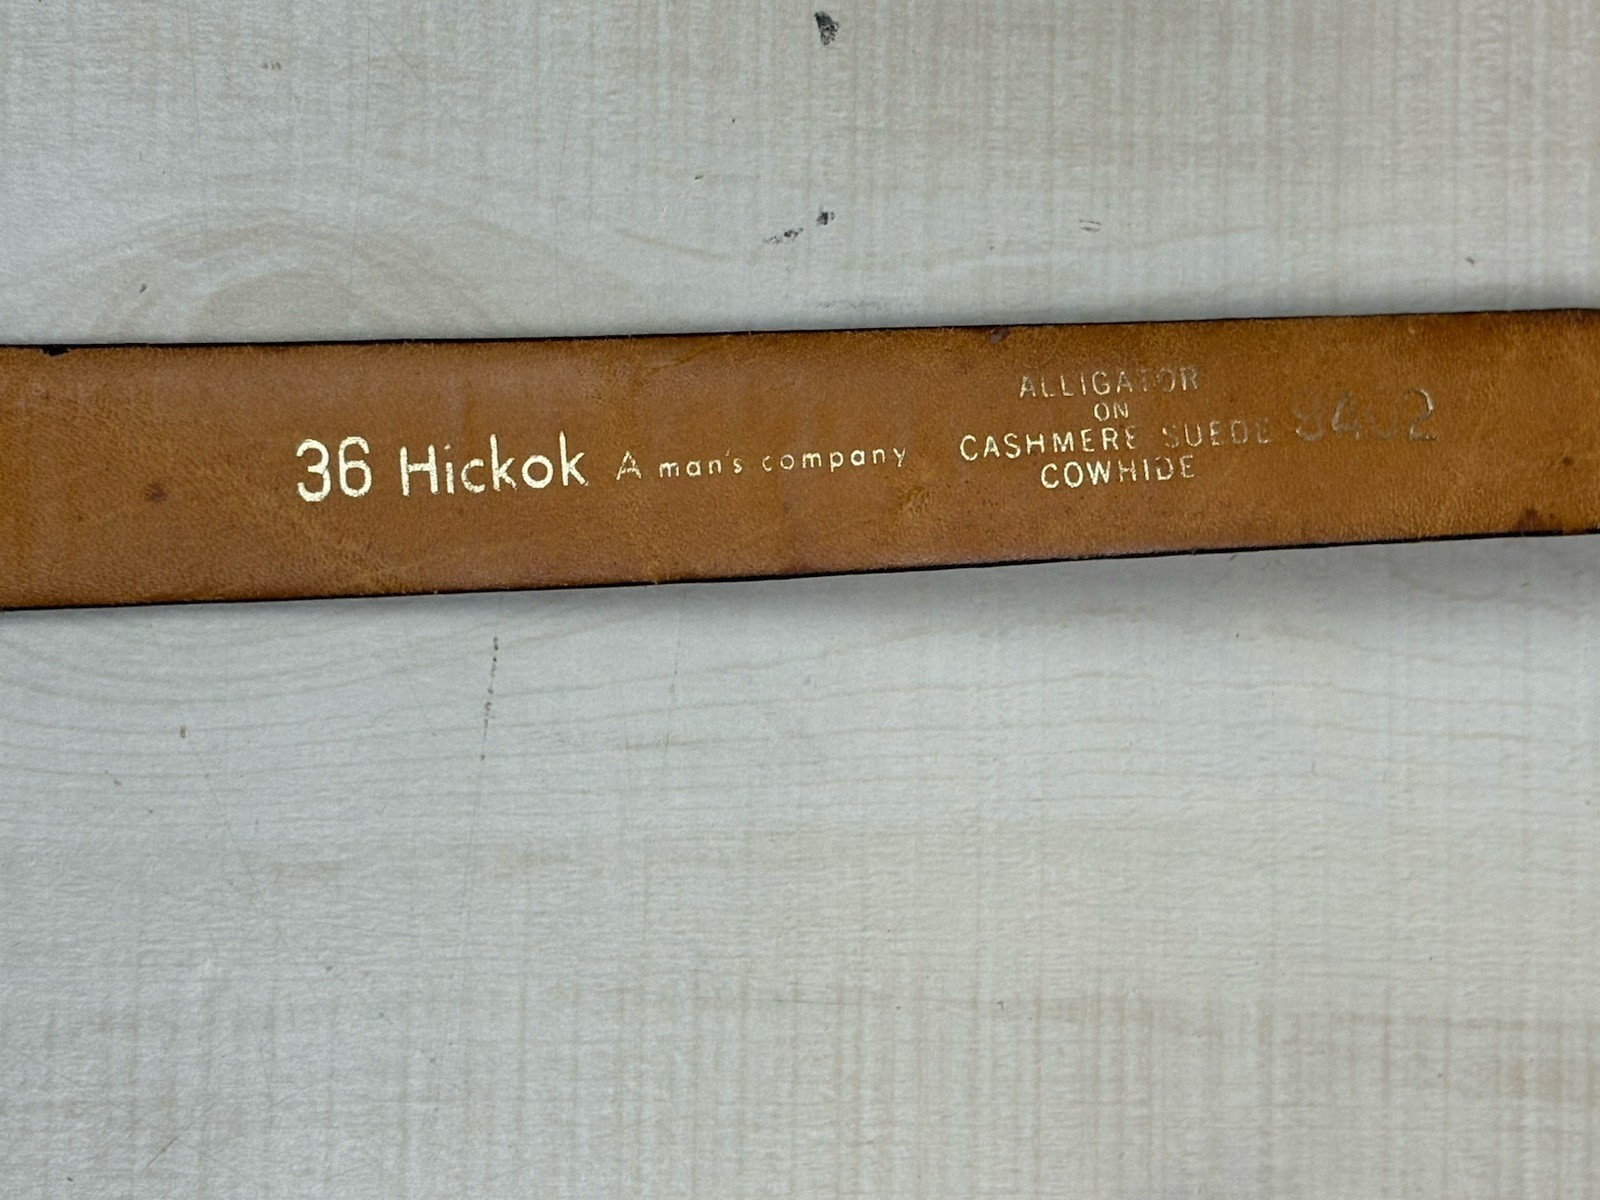 36 Hickok A man's company
ALLIGATOR
ON
CASHMERE SUEDE
COWHIDE